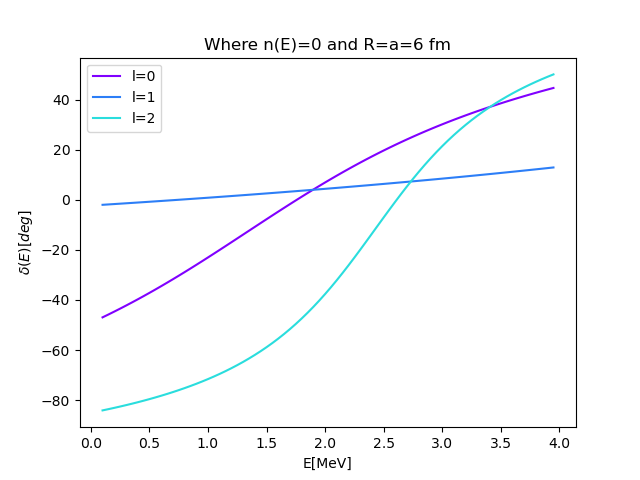 Where n(E)=0 and R=a=6 fm
l=0
l=1
l=2
40
20
0
−20
−40
−60
−80
δ(E)[deg]
0.0 0.5 1.0 1.5 2.0 2.5 3.0 3.5 4.0
E[MeV]